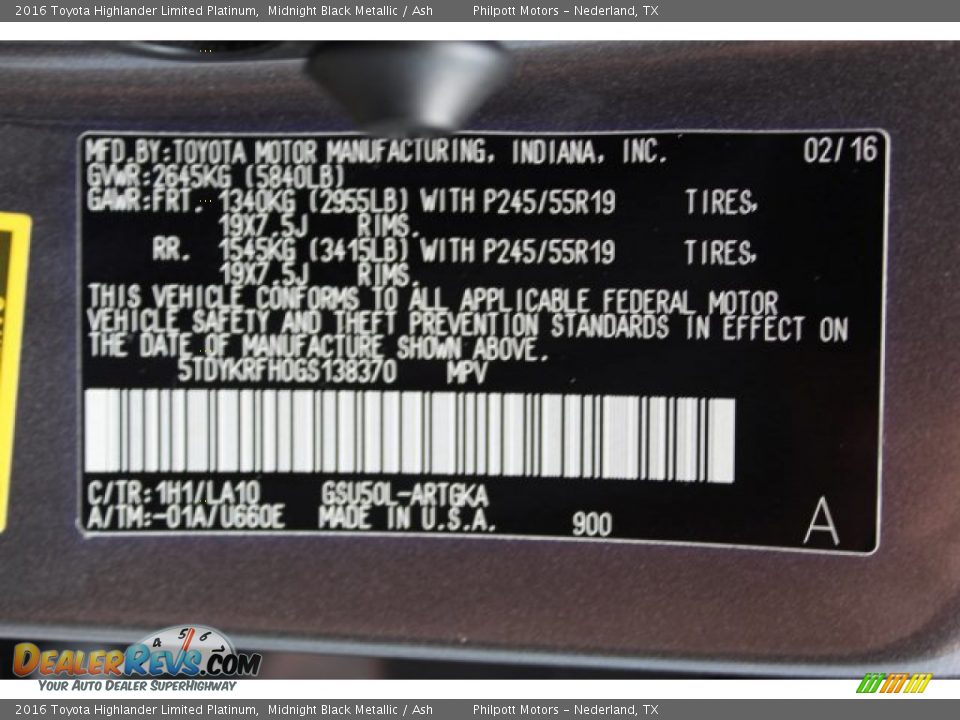 2016 Toyota Highlander Limited Platinum, Midnight Black Metallic / Ash Philpott Motors – Nederland, TX
MFD.BY:TOYOTA MOTOR MANUFACTURING, INDIANA, INC. 02/16
GVWR:2645KG (5840LB)
GAWR:FRT. 1340KG (2955LB) WITH P245/55R19 TIRES,
19X7.5J RIMS.
RR. 1545KG (3415LB) WITH P245/55R19 TIRES,
19X7.5J RIMS.
THIS VEHICLE CONFORMS TO ALL APPLICABLE FEDERAL MOTOR
VEHICLE SAFETY AND THEFT PREVENTION STANDARDS IN EFFECT ON
THE DATE OF MANUFACTURE SHOWN ABOVE.
5TDYKRFH0GS138370 MPV
C/TR:1H1/LA10 GSU50L-ARTGKA
A/TM:-01A/U660E MADE IN U.S.A. 900
A
4 5 6
DEALERREVS.COM
YOUR AUTO DEALER SUPERHIGHWAY
2016 Toyota Highlander Limited Platinum, Midnight Black Metallic / Ash Philpott Motors – Nederland, TX